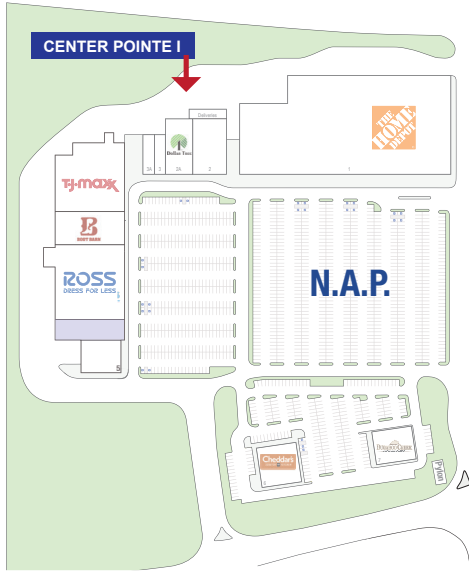 CENTER POINTE I
Deliveries
THE
HOME
DEPOT
Dollar Tree
3A
3
2A
2
1
T.J.maxx
B
BOOT BARN
ROSS
DRESS FOR LESS
N.A.P.
5
Cheddar's
Pylon